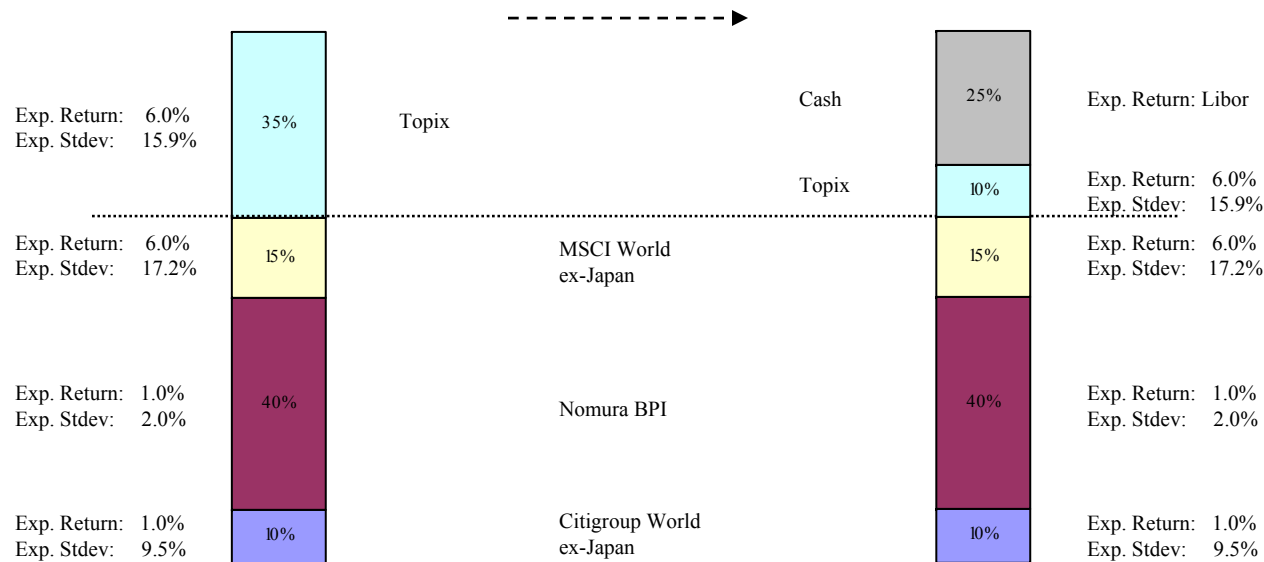 Exp. Return: 6.0%
Exp. Stdev: 15.9%
35%
Topix
Cash
25%
Exp. Return: Libor
Topix
10%
Exp. Return: 6.0%
Exp. Stdev: 15.9%
Exp. Return: 6.0%
Exp. Stdev: 17.2%
15%
MSCI World
ex-Japan
15%
Exp. Return: 6.0%
Exp. Stdev: 17.2%
Exp. Return: 1.0%
Exp. Stdev: 2.0%
40%
Nomura BPI
40%
Exp. Return: 1.0%
Exp. Stdev: 2.0%
Exp. Return: 1.0%
Exp. Stdev: 9.5%
10%
Citigroup World
ex-Japan
10%
Exp. Return: 1.0%
Exp. Stdev: 9.5%